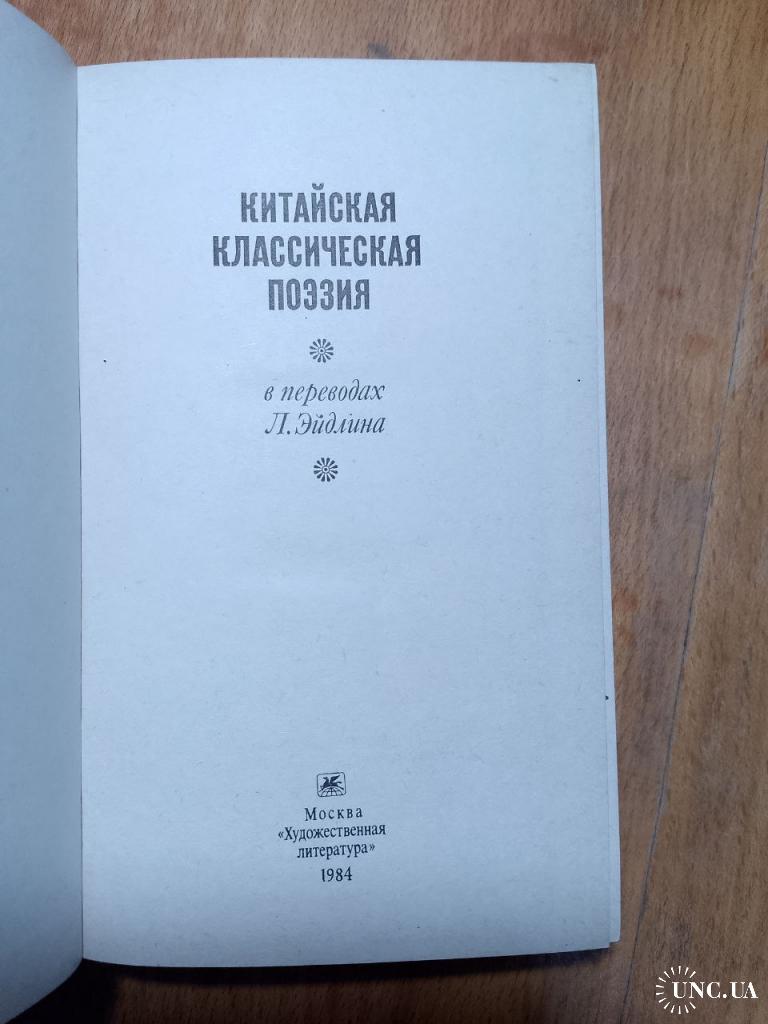 КИТАЙСКАЯ
КЛАССИЧЕСКАЯ
ПОЭЗИЯ
в переводах
Л. Эйдлина
Москва
«Художественная
литература»
1984
UNC.UA